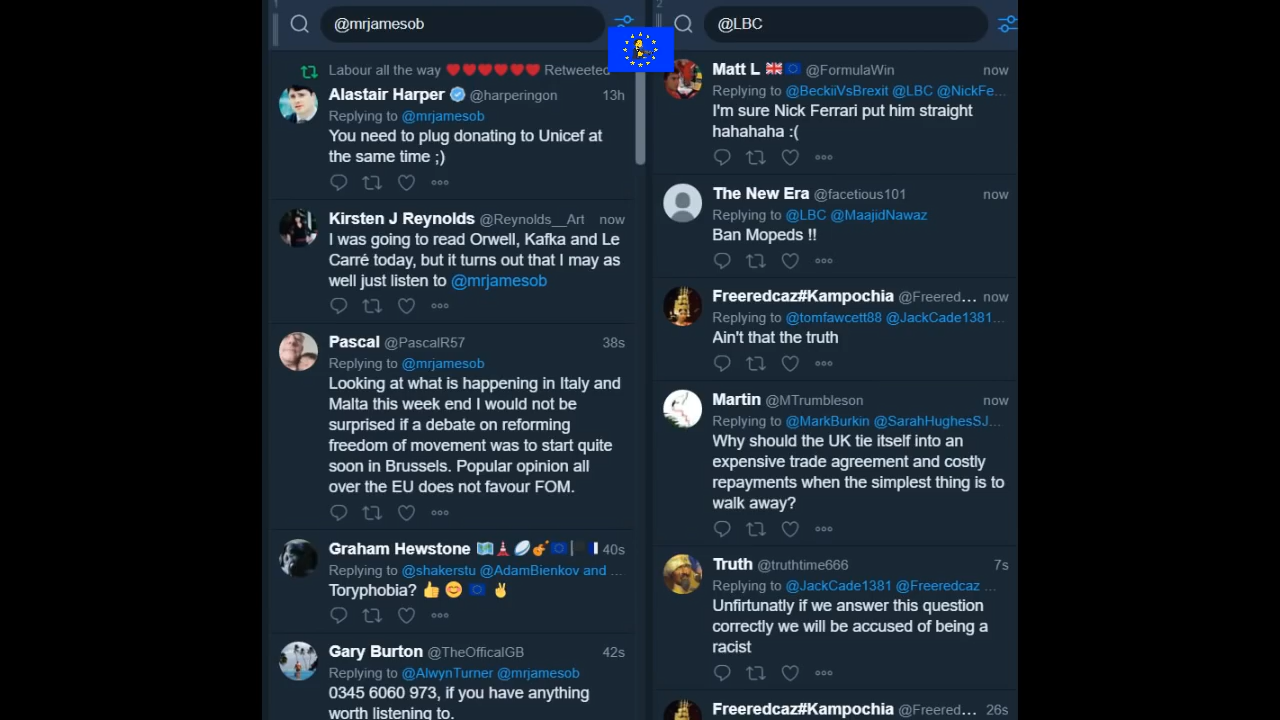 1
@mrjamesob
Labour all the way ♥♥♥♥♥♥ Retweeted
Alastair Harper @harperingon 13h
Replying to @mrjamesob
You need to plug donating to Unicef at
the same time ;)
Kirsten J Reynolds @Reynolds__Art now
I was going to read Orwell, Kafka and Le
Carré today, but it turns out that I may as
well just listen to @mrjamesob
Pascal @PascalR57 38s
Replying to @mrjamesob
Looking at what is happening in Italy and
Malta this week end I would not be
surprised if a debate on reforming
freedom of movement was to start quite
soon in Brussels. Popular opinion all
over the EU does not favour FOM.
Graham Hewstone 40s
Replying to @shakerstu @AdamBienkov and ...
Toryphobia? 👍 😊 🇪🇺 ✌
Gary Burton @TheOfficalGB 42s
Replying to @AlwynTurner @mrjamesob
0345 6060 973, if you have anything
worth listening to.
2
@LBC
Matt L 🇬🇧 🇪🇺 @FormulaWin now
Replying to @BeckiiVsBrexit @LBC @NickFe...
I'm sure Nick Ferrari put him straight
hahahaha :(
The New Era @facetious101 now
Replying to @LBC @MaajidNawaz
Ban Mopeds !!
Freeredcaz#Kampochia @Freered... now
Replying to @tomfawcett88 @JackCade1381...
Ain't that the truth
Martin @MTrumbleson now
Replying to @MarkBurkin @SarahHughesSJ...
Why should the UK tie itself into an
expensive trade agreement and costly
repayments when the simplest thing is to
walk away?
Truth @truthtime666 7s
Replying to @JackCade1381 @Freeredcaz ...
Unfirtunatly if we answer this question
correctly we will be accused of being a
racist
Freeredcaz#Kampochia @Freered... 26s